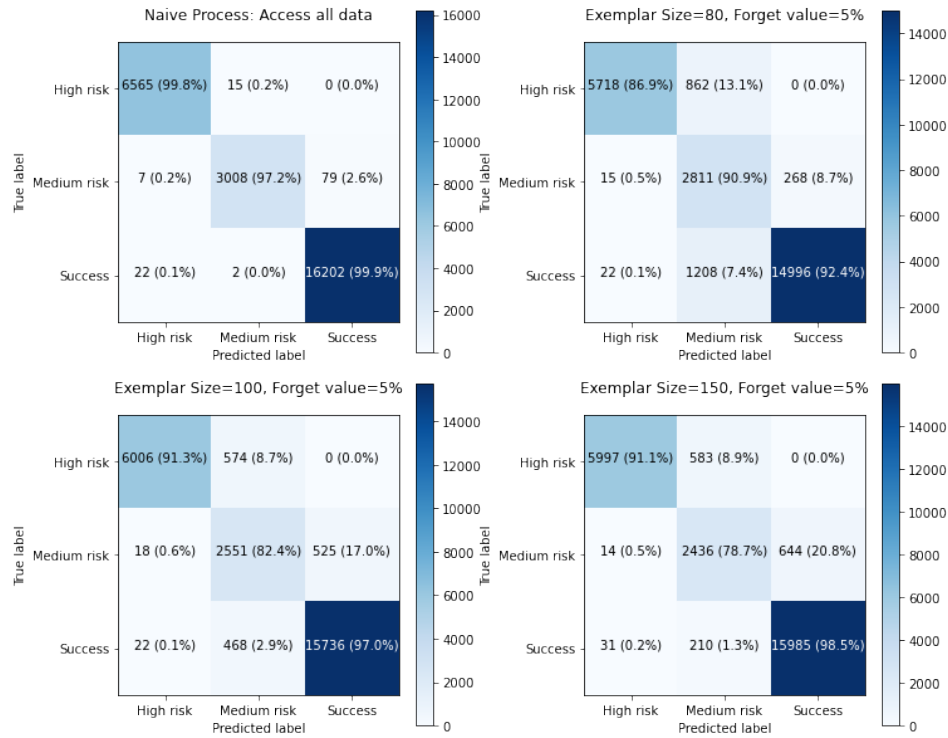 Naive Process: Access all data
High risk
Medium risk
Success
True label
6565 (99.8%) 15 (0.2%) 0 (0.0%)
7 (0.2%) 3008 (97.2%) 79 (2.6%)
22 (0.1%) 2 (0.0%) 16202 (99.9%)
High risk Medium risk Success
Predicted label
16000
14000
12000
10000
8000
6000
4000
2000
0
Exemplar Size=80, Forget value=5%
High risk
Medium risk
Success
True label
5718 (86.9%) 862 (13.1%) 0 (0.0%)
15 (0.5%) 2811 (90.9%) 268 (8.7%)
22 (0.1%) 1208 (7.4%) 14996 (92.4%)
High risk Medium risk Success
Predicted label
14000
12000
10000
8000
6000
4000
2000
0
Exemplar Size=100, Forget value=5%
High risk
Medium risk
Success
True label
6006 (91.3%) 574 (8.7%) 0 (0.0%)
18 (0.6%) 2551 (82.4%) 525 (17.0%)
22 (0.1%) 468 (2.9%) 15736 (97.0%)
High risk Medium risk Success
Predicted label
14000
12000
10000
8000
6000
4000
2000
0
Exemplar Size=150, Forget value=5%
High risk
Medium risk
Success
True label
5997 (91.1%) 583 (8.9%) 0 (0.0%)
14 (0.5%) 2436 (78.7%) 644 (20.8%)
31 (0.2%) 210 (1.3%) 15985 (98.5%)
High risk Medium risk Success
Predicted label
14000
12000
10000
8000
6000
4000
2000
0